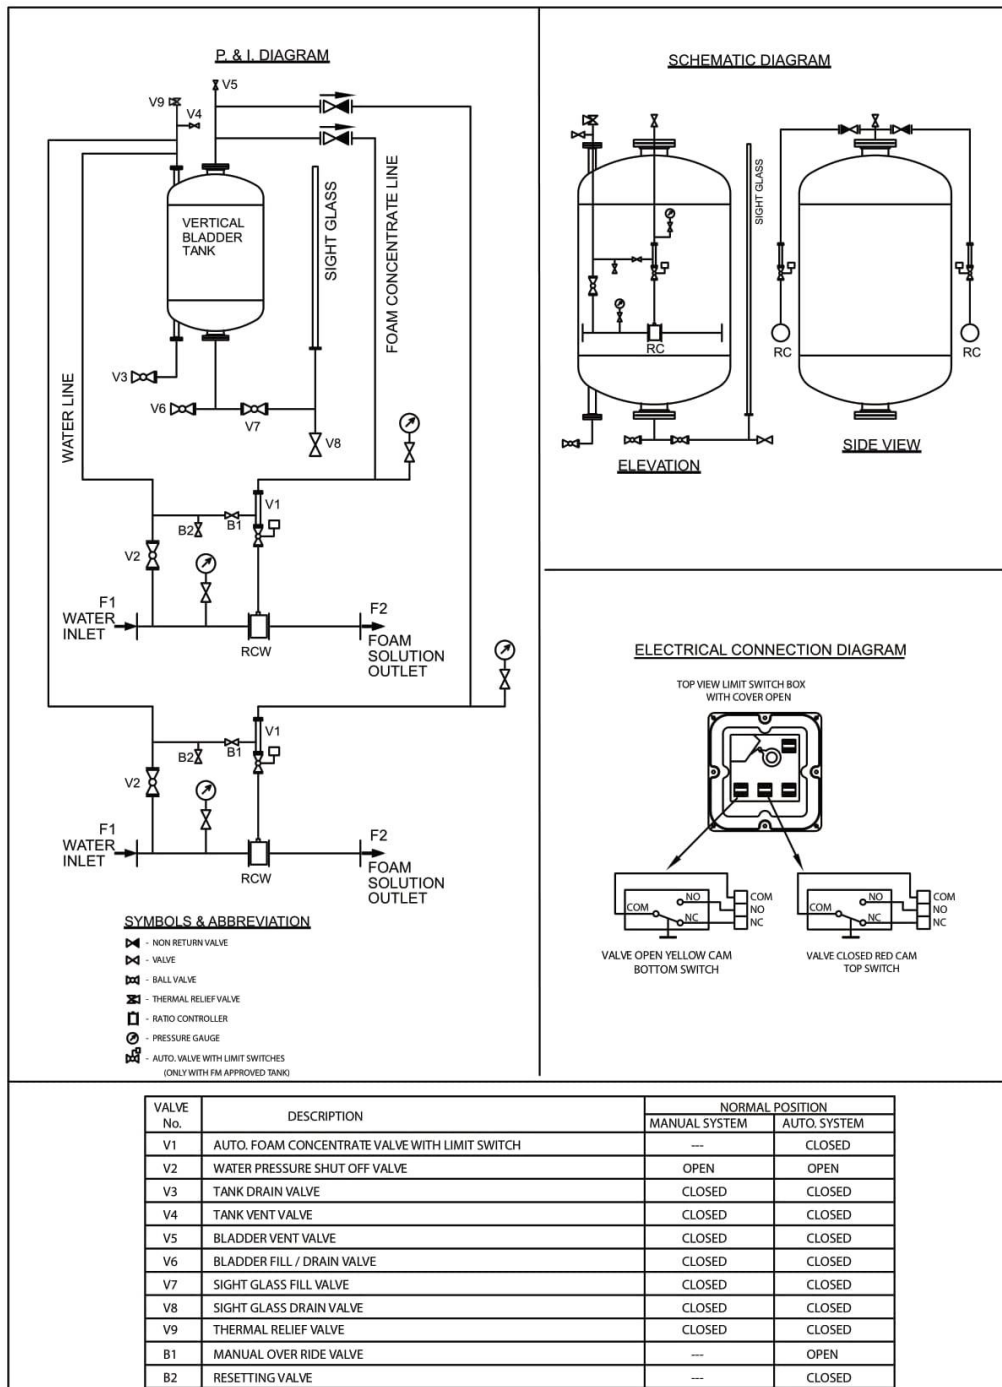 P. & I. DIAGRAM
V5
V9
V4
VERTICAL
BLADDER
TANK
SIGHT GLASS
FOAM CONCENTRATE LINE
WATER LINE
V3
V6
V7
V8
V1
B2
B1
V2
F1
WATER
INLET
RCW
F2
FOAM
SOLUTION
OUTLET
V1
B2
B1
V2
F1
WATER
INLET
RCW
F2
FOAM
SOLUTION
OUTLET
SYMBOLS & ABBREVIATION
- NON RETURN VALVE
- VALVE
- BALL VALVE
- THERMAL RELIEF VALVE
- RATIO CONTROLLER
- PRESSURE GAUGE
- AUTO. VALVE WITH LIMIT SWITCHES
(ONLY WITH FM APPROVED TANK)
SCHEMATIC DIAGRAM
SIGHT GLASS
RC
ELEVATION
RC
RC
SIDE VIEW
ELECTRICAL CONNECTION DIAGRAM
TOP VIEW LIMIT SWITCH BOX
WITH COVER OPEN
COM
NO
NC
COM
NO
NC
VALVE OPEN YELLOW CAM
BOTTOM SWITCH
COM
NO
NC
COM
NO
NC
VALVE CLOSED RED CAM
TOP SWITCH
VALVE No. DESCRIPTION NORMAL POSITION
MANUAL SYSTEM AUTO. SYSTEM
V1 AUTO. FOAM CONCENTRATE VALVE WITH LIMIT SWITCH --- CLOSED
V2 WATER PRESSURE SHUT OFF VALVE OPEN OPEN
V3 TANK DRAIN VALVE CLOSED CLOSED
V4 TANK VENT VALVE CLOSED CLOSED
V5 BLADDER VENT VALVE CLOSED CLOSED
V6 BLADDER FILL / DRAIN VALVE CLOSED CLOSED
V7 SIGHT GLASS FILL VALVE CLOSED CLOSED
V8 SIGHT GLASS DRAIN VALVE CLOSED CLOSED
V9 THERMAL RELIEF VALVE CLOSED CLOSED
B1 MANUAL OVER RIDE VALVE --- OPEN
B2 RESETTING VALVE --- CLOSED